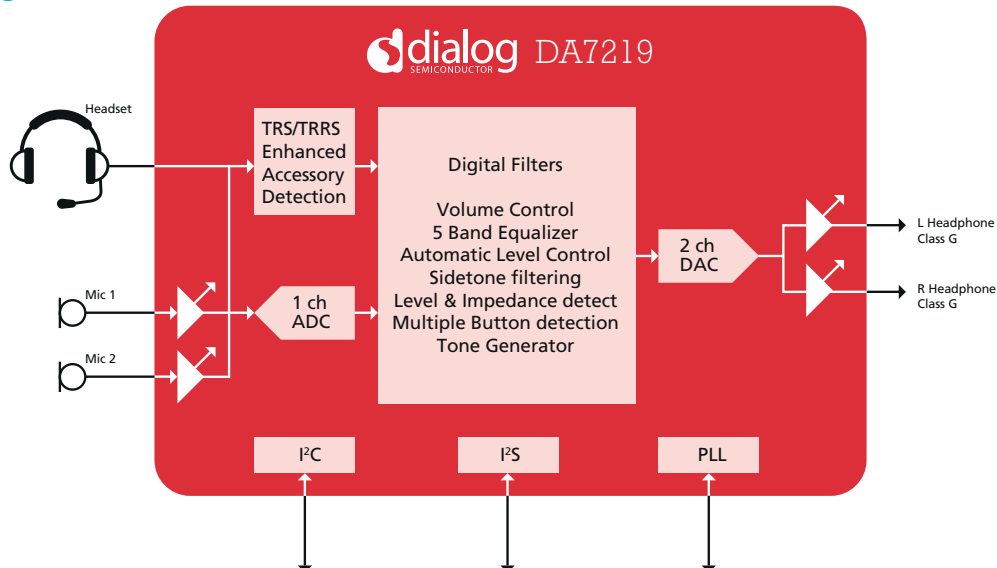 dialog
SEMICONDUCTOR
DA7219
Headset
TRS/TRRS
Enhanced
Accessory
Detection
Digital Filters
Volume Control
5 Band Equalizer
Automatic Level Control
Sidetone filtering
Level & Impedance detect
Multiple Button detection
Tone Generator
2 ch
DAC
L Headphone
Class G
R Headphone
Class G
Mic 1
1 ch
ADC
Mic 2
I²C
I²S
PLL